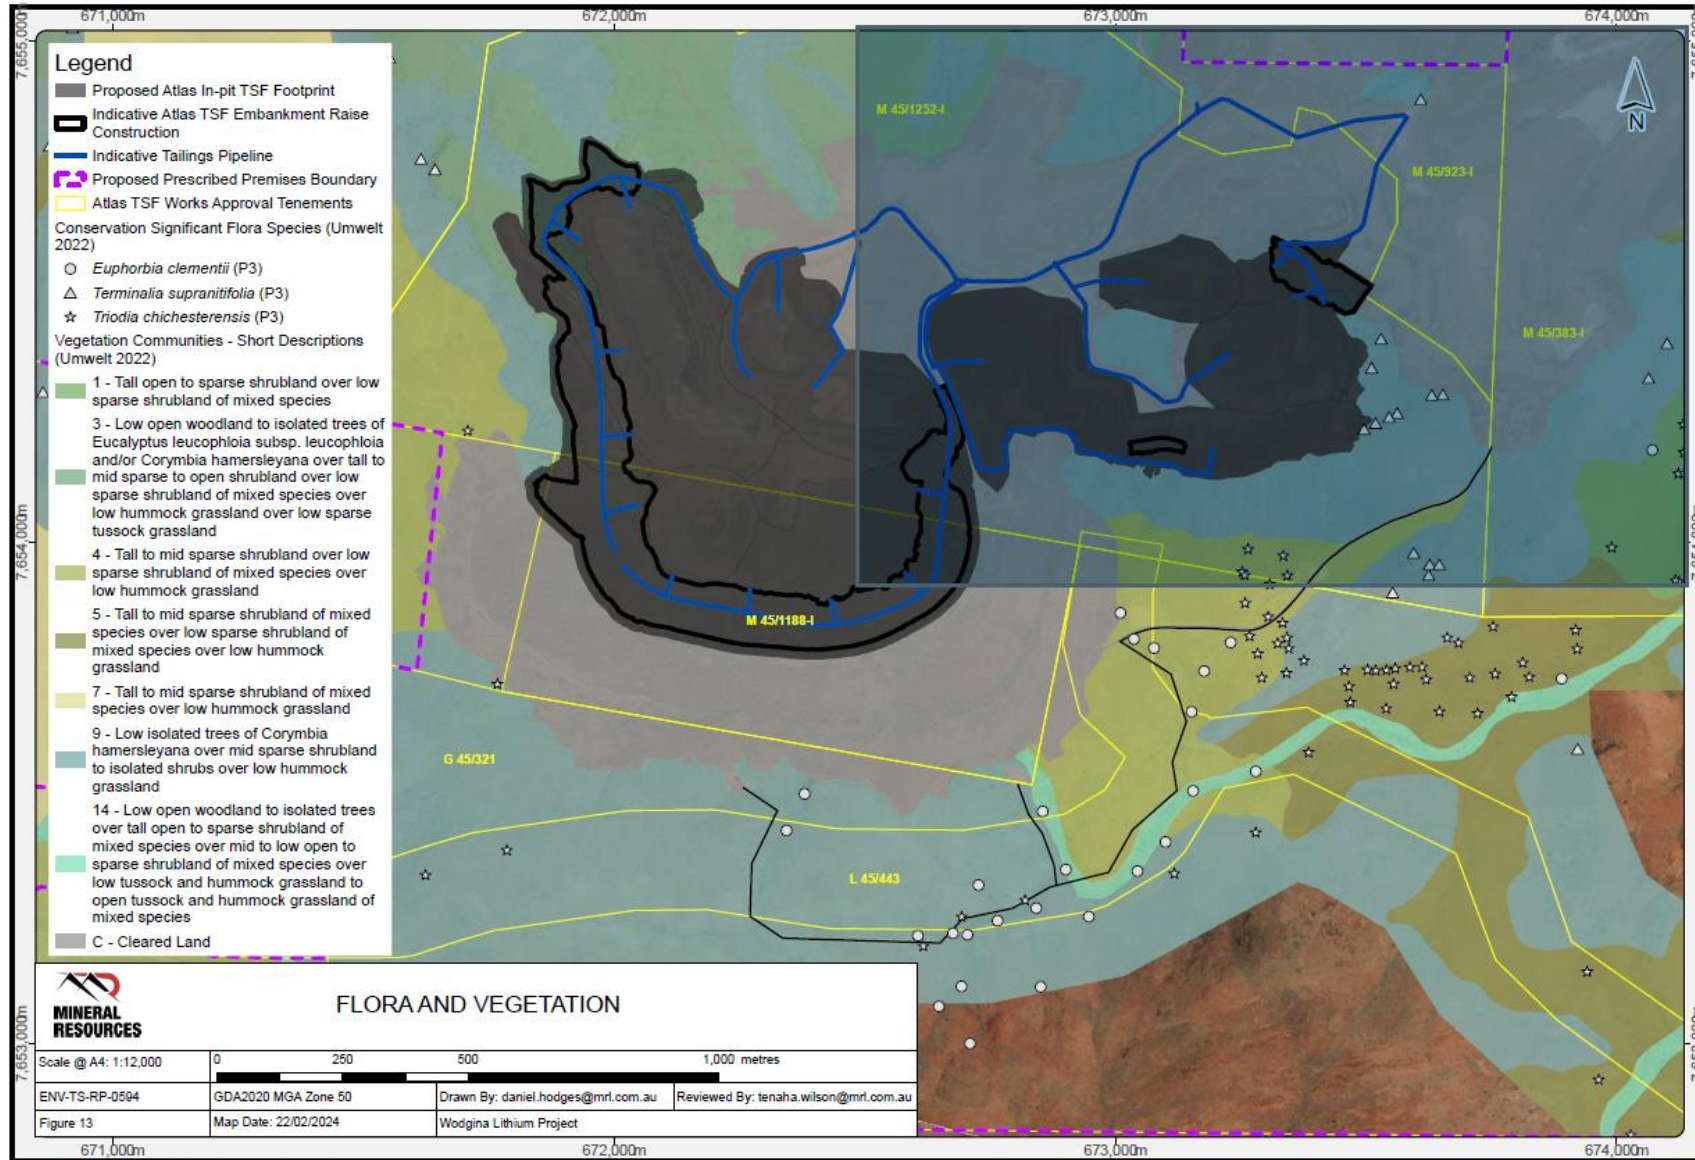 671,000m 672,000m 673,000m 674,000m
7,655,000m
Legend
Proposed Atlas In-pit TSF Footprint
Indicative Atlas TSF Embankment Raise
Construction
Indicative Tailings Pipeline
Proposed Prescribed Premises Boundary
Atlas TSF Works Approval Tenements
Conservation Significant Flora Species (Umwelt
2022)
Euphorbia clementii (P3)
Terminalia supranitifolia (P3)
Triodia chichesterensis (P3)
Vegetation Communities - Short Descriptions
(Umwelt 2022)
1 - Tall open to sparse shrubland over low
sparse shrubland of mixed species
3 - Low open woodland to isolated trees of
Eucalyptus leucophloia subsp. leucophloia
and/or Corymbia hamersleyana over tall to
mid sparse to open shrubland over low
sparse shrubland of mixed species over
low hummock grassland over low sparse
tussock grassland
4 - Tall to mid sparse shrubland over low
sparse shrubland of mixed species over
low hummock grassland
5 - Tall to mid sparse shrubland of mixed
species over low sparse shrubland of
mixed species over low hummock
grassland
7 - Tall to mid sparse shrubland of mixed
species over low hummock grassland
9 - Low isolated trees of Corymbia
hamersleyana over mid sparse shrubland
to isolated shrubs over low hummock
grassland
14 - Low open woodland to isolated trees
over tall open to sparse shrubland of
mixed species over mid to low open to
sparse shrubland of mixed species over
low tussock and hummock grassland to
open tussock and hummock grassland of
mixed species
C - Cleared Land
M 45/1252-I
N
M 45/923-I
M 45/383-I
7,654,000m
M 45/1188-I
G 45/321
L 45/443
7,653,000m
MINERAL
RESOURCES
FLORA AND VEGETATION
Scale @ A4: 1:12,000
0 250 500 1,000 metres
ENV-TS-RP-0594 GDA2020 MGA Zone 50 Drawn By: daniel.hodges@mrl.com.au Reviewed By: tenaha.wilson@mrl.com.au
Figure 13 Map Date: 22/02/2024 Wodgina Lithium Project
671,000m 672,000m 673,000m 674,000m